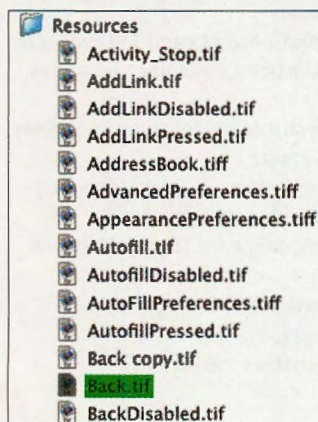 Resources
Activity_Stop.tif
AddLink.tif
AddLinkDisabled.tif
AddLinkPressed.tif
AddressBook.tiff
AdvancedPreferences.tiff
AppearancePreferences.tiff
Autofill.tif
AutofillDisabled.tif
AutoFillPreferences.tiff
AutofillPressed.tif
Back copy.tif
Back.tif
BackDisabled.tif